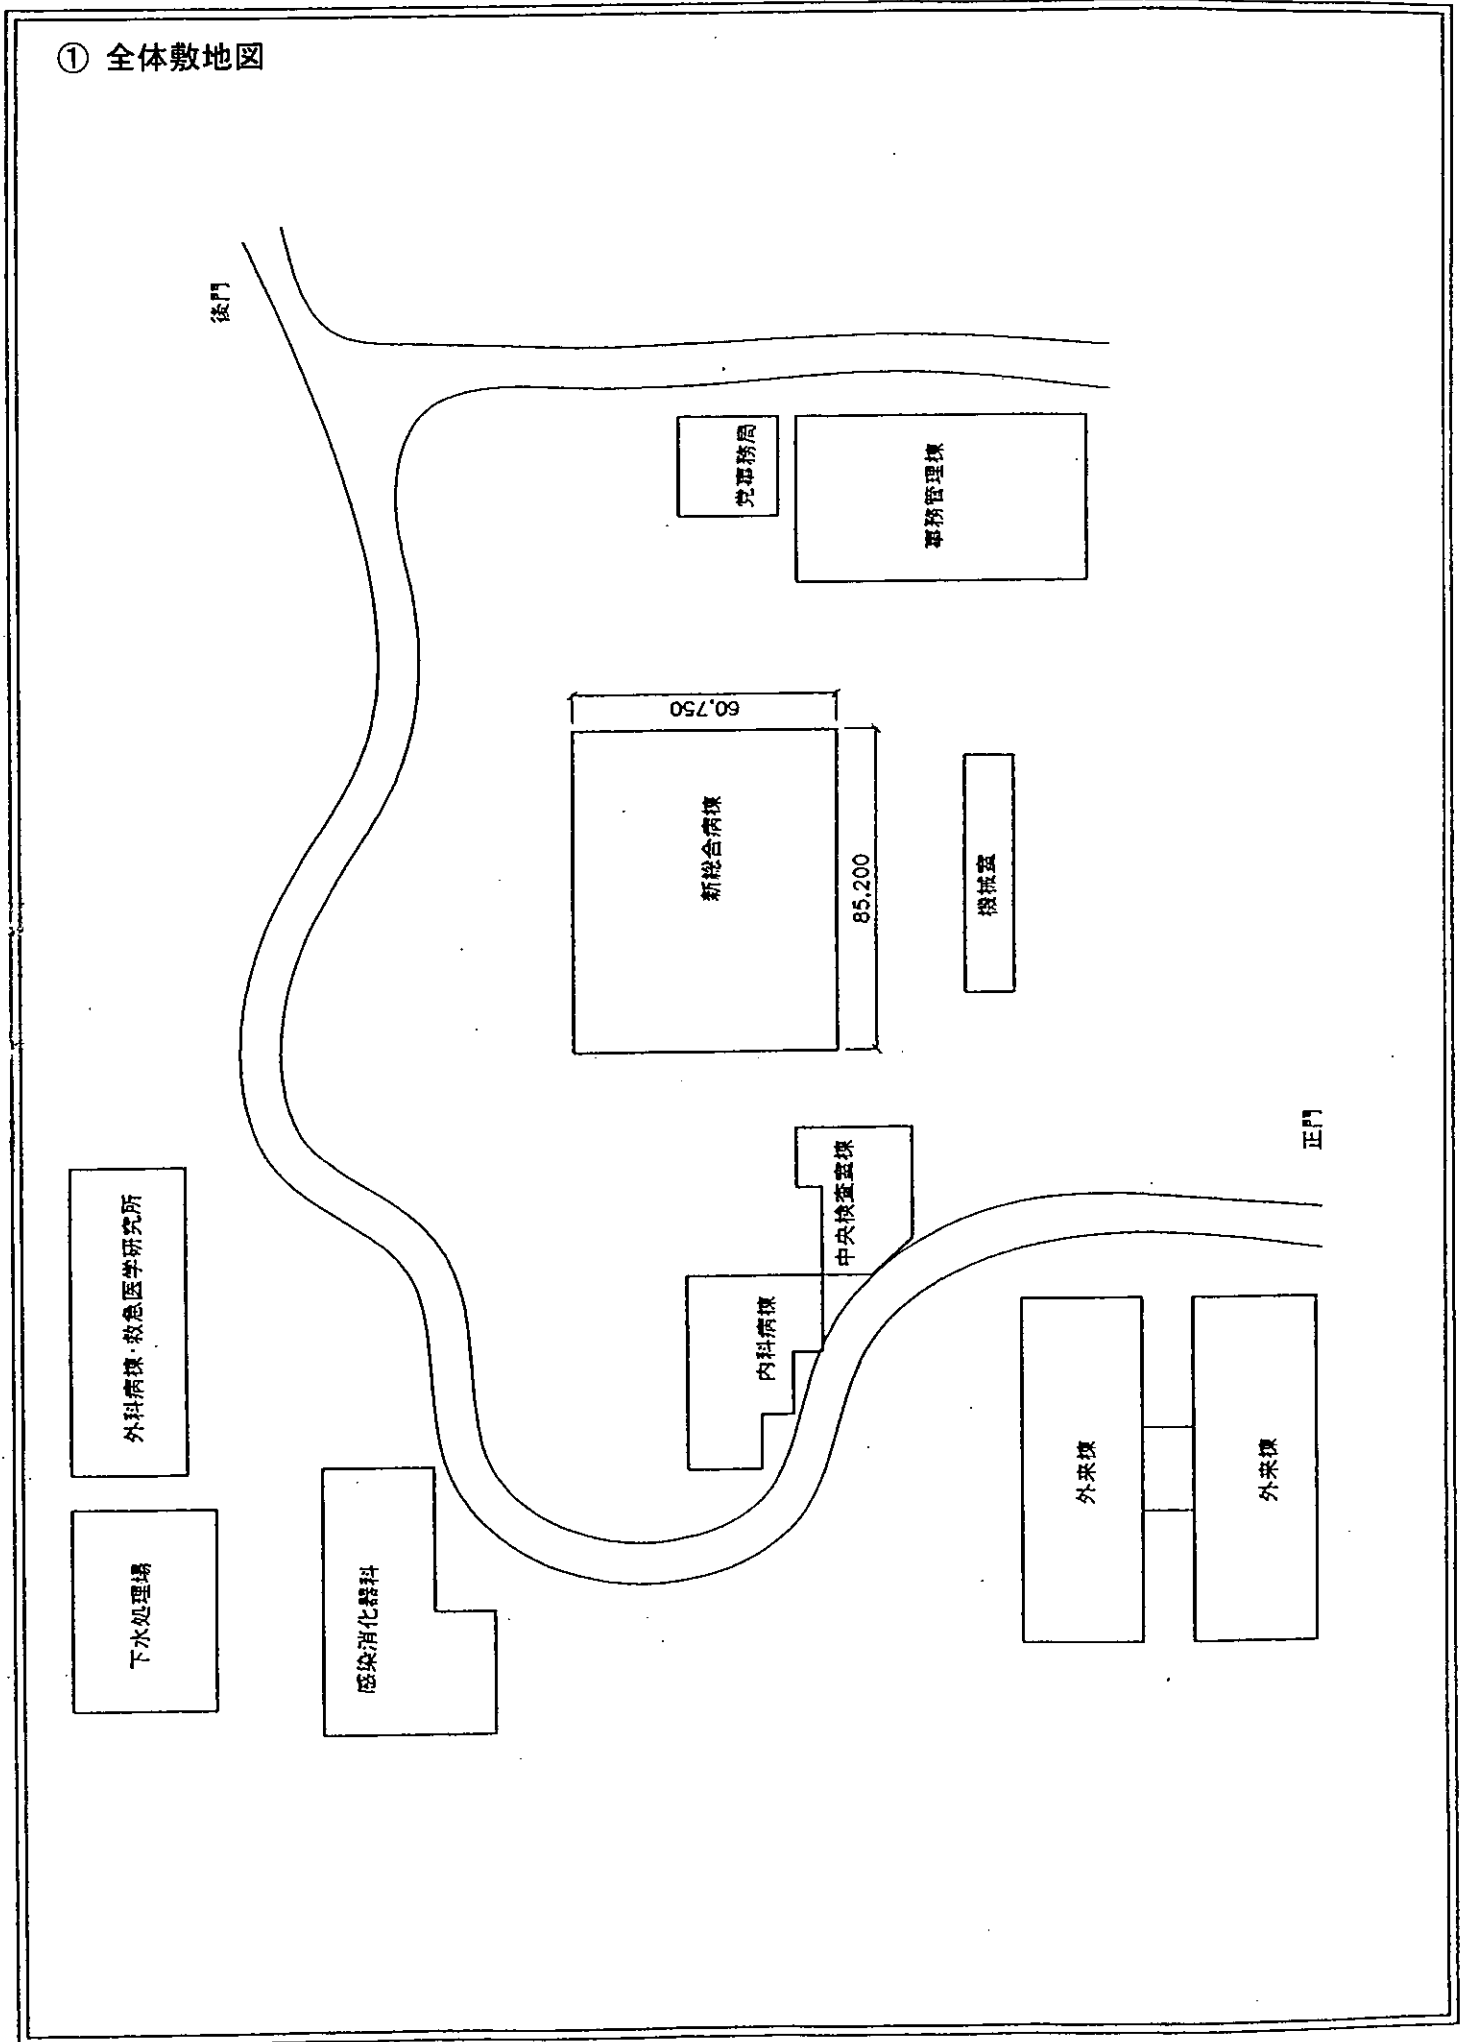 ① 全体敷地図
後門
党事務局
事務管理棟
60,750
新総合病棟
85,200
機械室
正門
中央検査室棟
内科病棟
外科病棟・救急医学研究所
下水処理場
感染消化器科
外来棟
外来棟